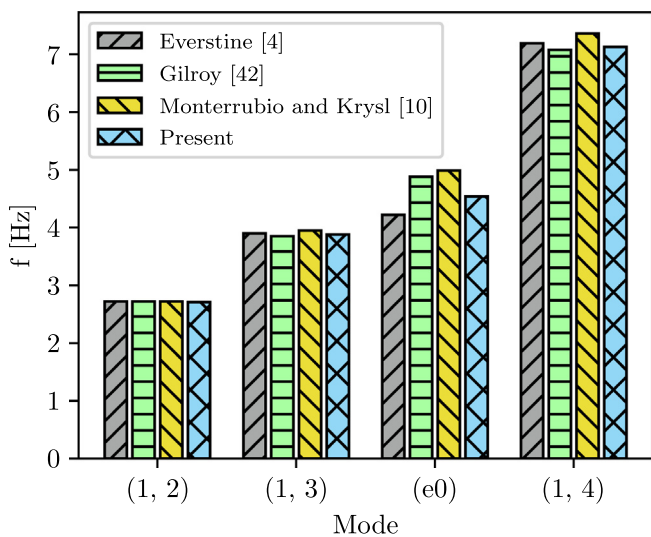 Everstine [4]
Gilroy [42]
Monterrubio and Krysl [10]
Present
f [Hz]
7
6
5
4
3
2
1
0
(1, 2) (1, 3) (e0) (1, 4)
Mode